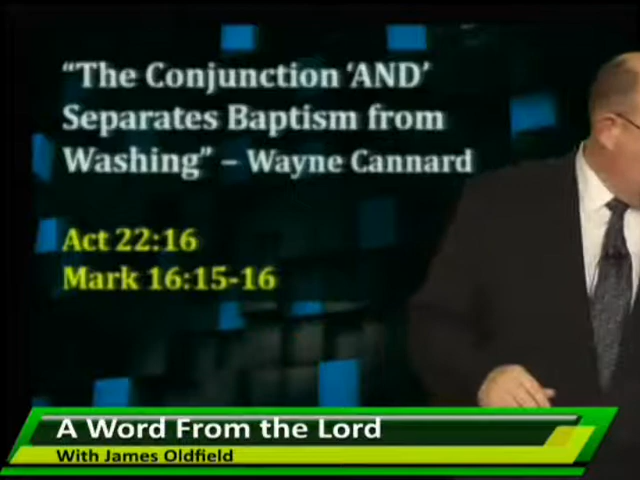 “The Conjunction ‘AND’
Separates Baptism from
Washing” – Wayne Cannard
Act 22:16
Mark 16:15-16
A Word From the Lord
With James Oldfield